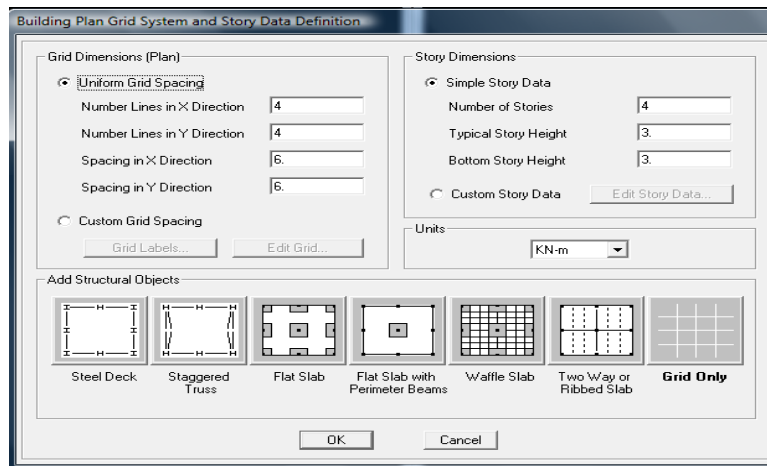 Building Plan Grid System and Story Data Definition
Grid Dimensions (Plan)
Uniform Grid Spacing
Number Lines in X Direction 4
Number Lines in Y Direction 4
Spacing in X Direction 6.
Spacing in Y Direction 6.
Custom Grid Spacing
Grid Labels... Edit Grid...
Story Dimensions
Simple Story Data
Number of Stories 4
Typical Story Height 3.
Bottom Story Height 3.
Custom Story Data Edit Story Data...
Units
KN-m
Add Structural Objects
Steel Deck
Staggered
Truss
Flat Slab
Flat Slab with
Perimeter Beams
Waffle Slab
Two Way or
Ribbed Slab
Grid Only
OK Cancel